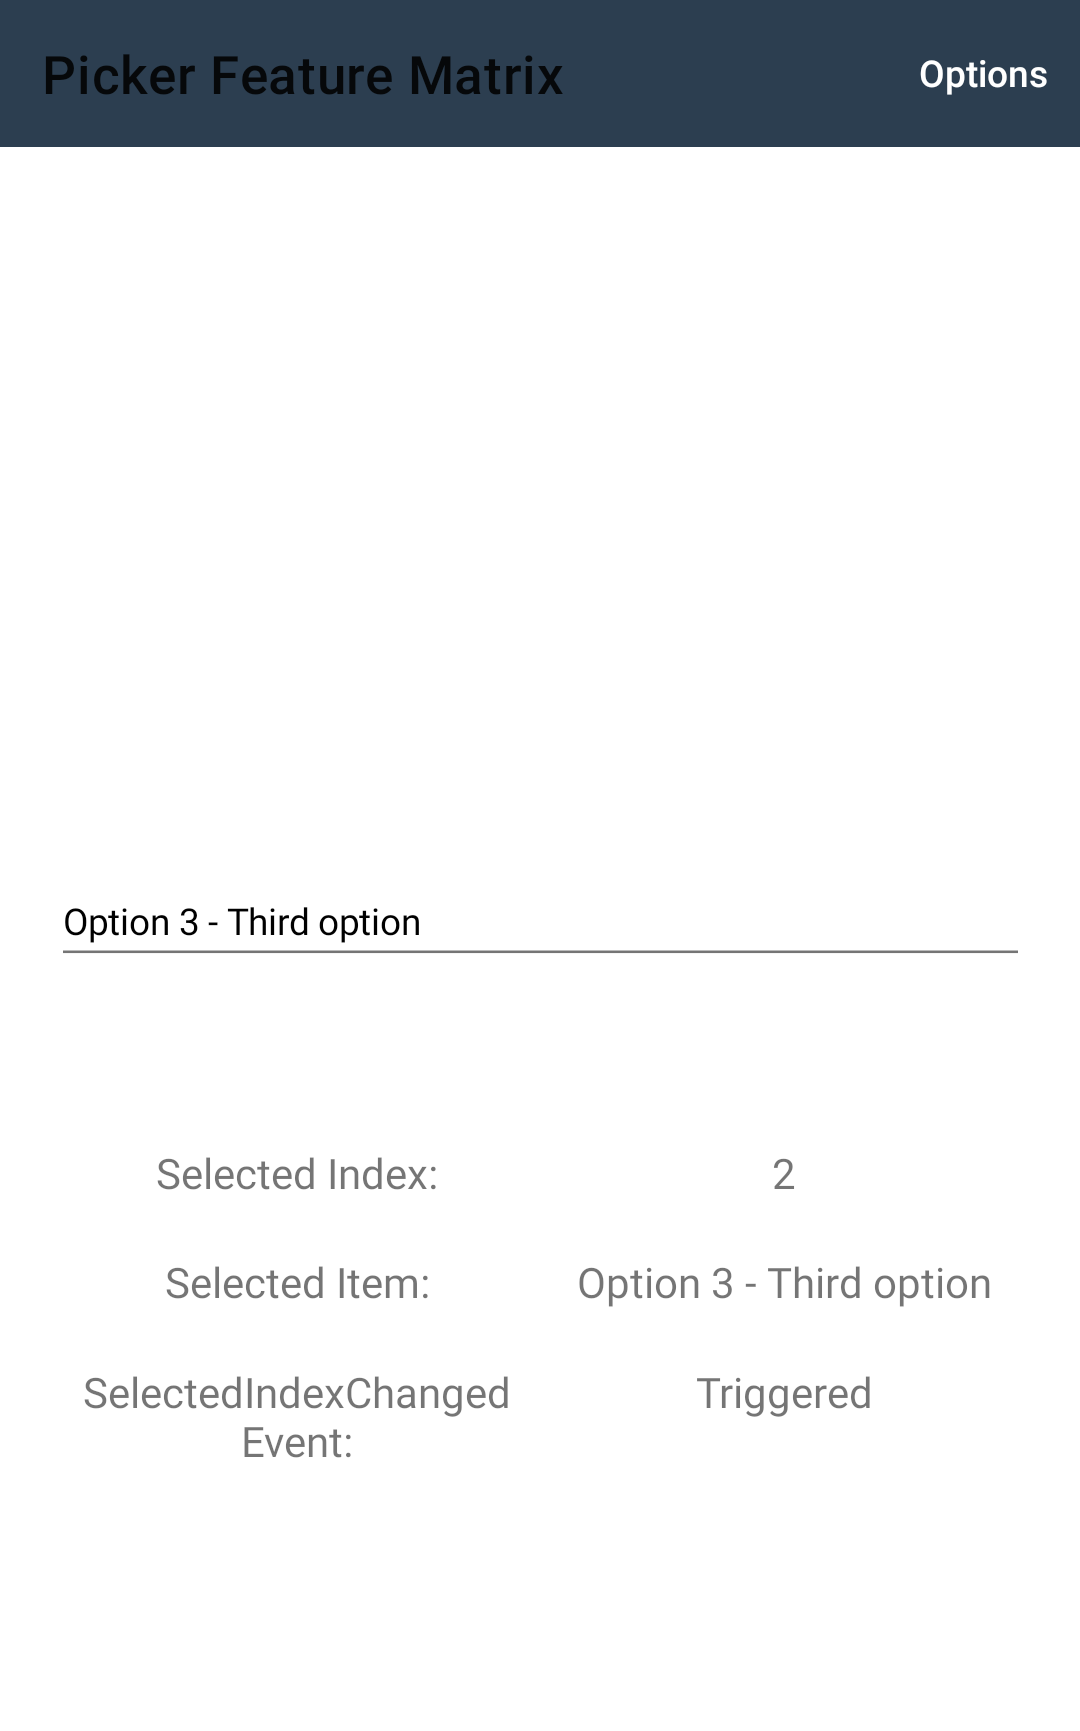 Picker Feature Matrix
Options
Option 3 - Third option
Selected Index:
2
Selected Item:
Option 3 - Third option
SelectedIndexChanged
Event:
Triggered